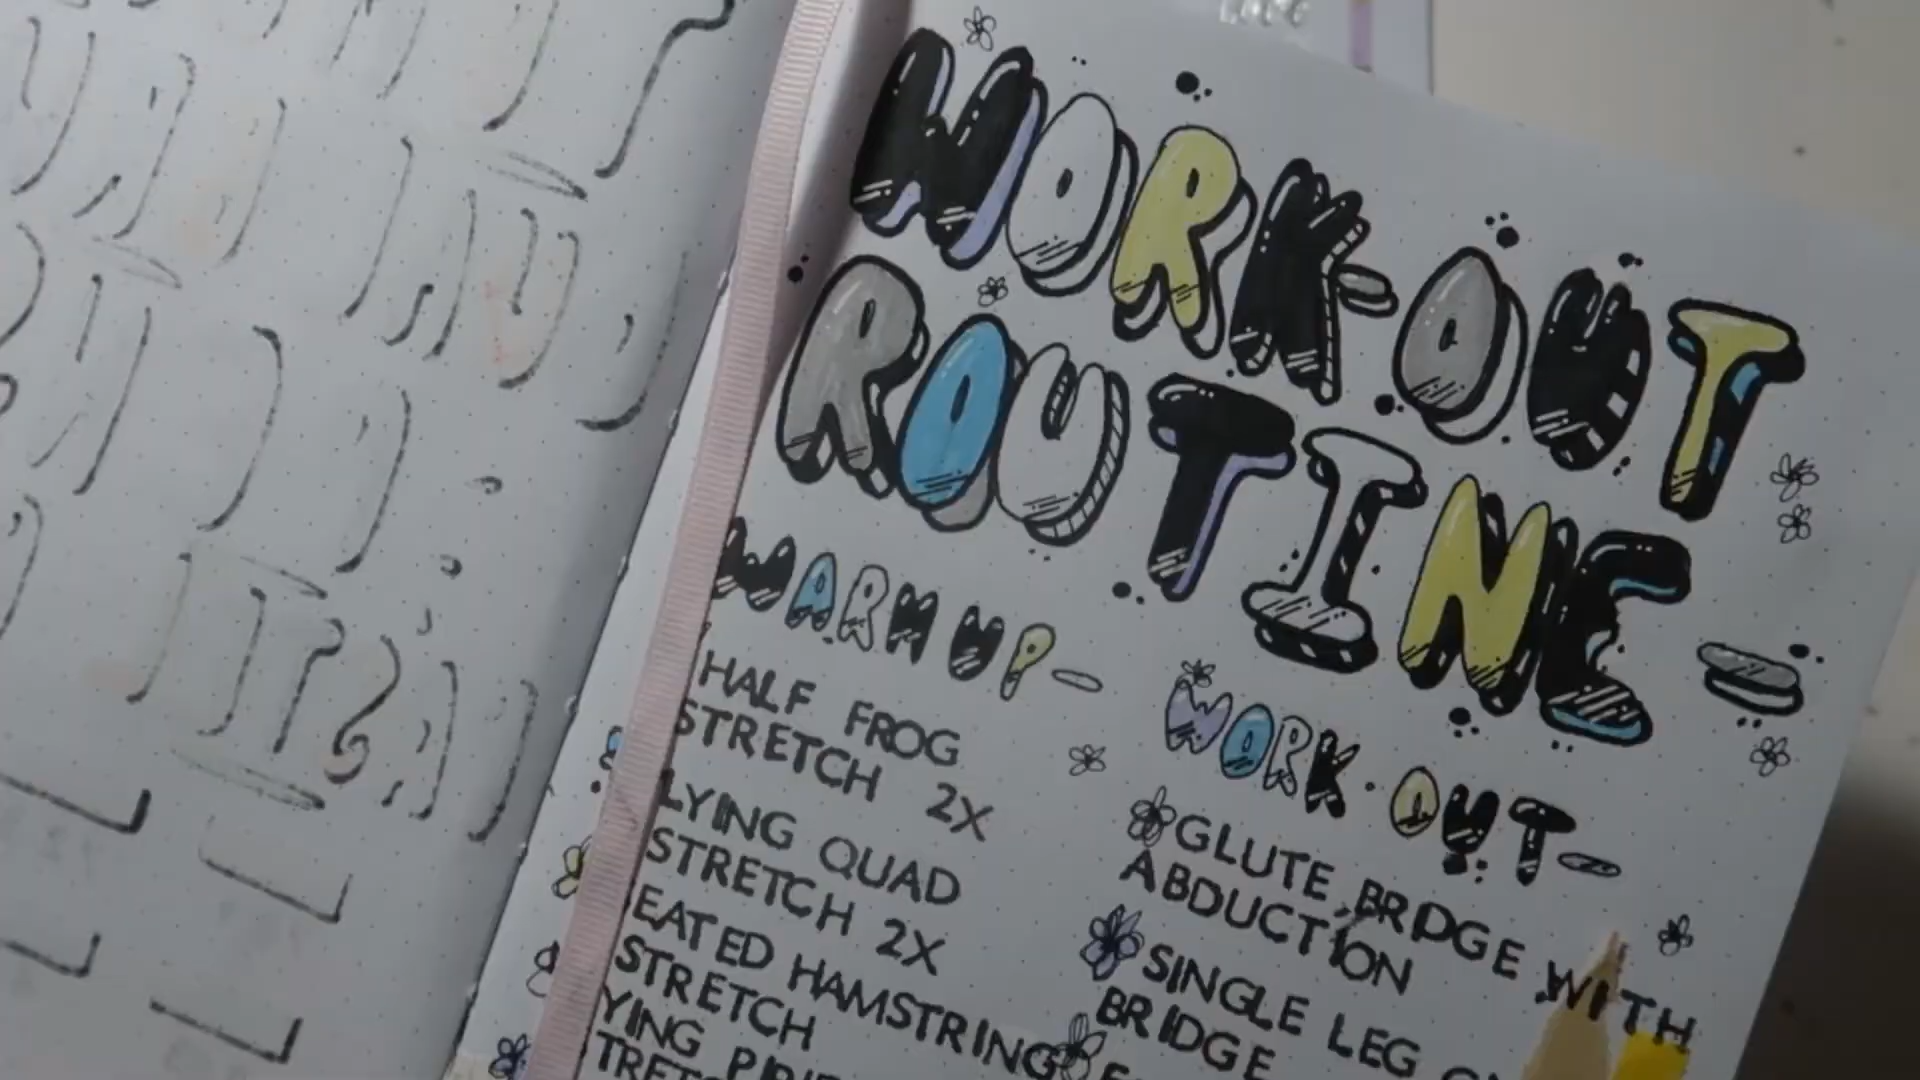 WORK-OUT
ROUTINE -
WARM UP-
HALF FROG
STRETCH 2X
LYING QUAD
STRETCH 2X
EATED HAMSTRING
STRETCH
YING
WORK·OUT-
GLUTE BRIDGE WITH
ABDUCTION
SINGLE LEG
BRIDGE